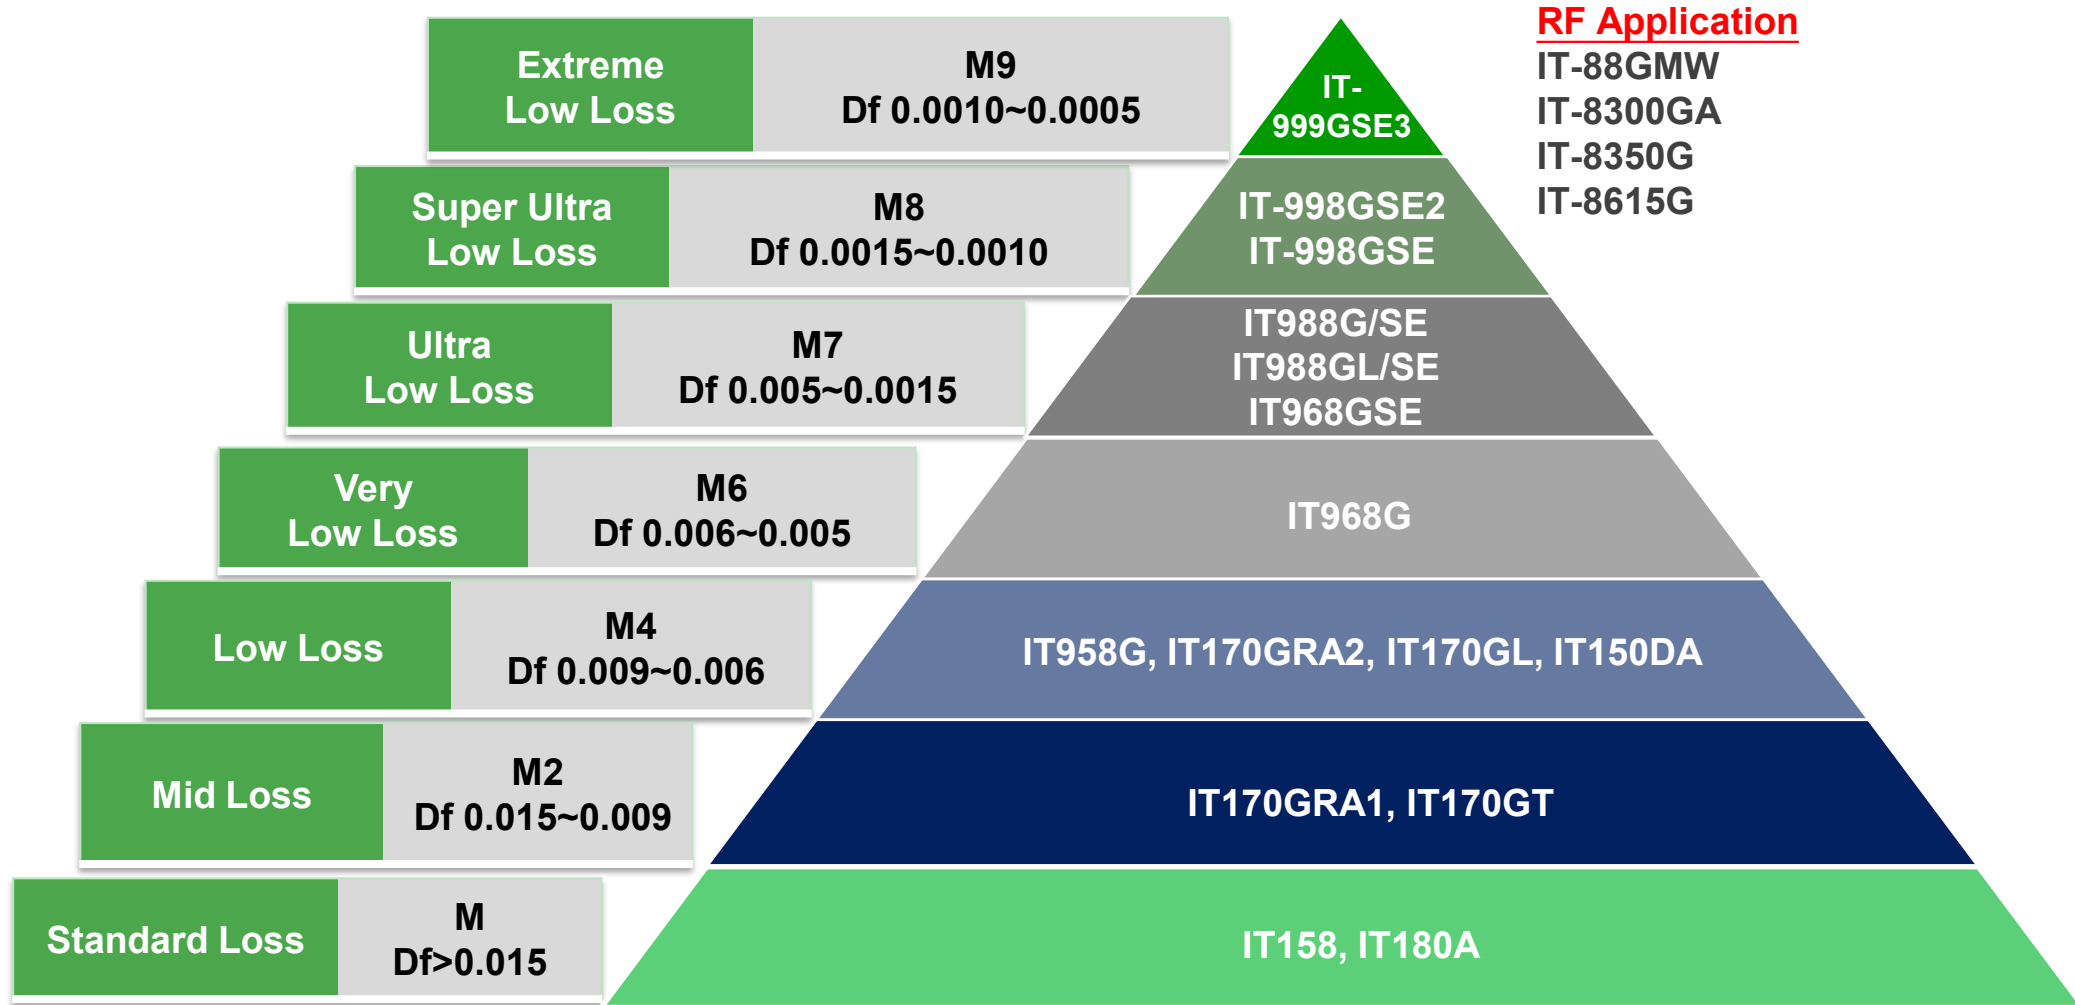 Extreme
Low Loss
M9
Df 0.0010~0.0005
IT-
999GSE3
RF Application
IT-88GMW
IT-8300GA
IT-8350G
IT-8615G
Super Ultra
Low Loss
M8
Df 0.0015~0.0010
IT-998GSE2
IT-998GSE
Ultra
Low Loss
M7
Df 0.005~0.0015
IT988G/SE
IT988GL/SE
IT968GSE
Very
Low Loss
M6
Df 0.006~0.005
IT968G
Low Loss
M4
Df 0.009~0.006
IT958G, IT170GRA2, IT170GL, IT150DA
Mid Loss
M2
Df 0.015~0.009
IT170GRA1, IT170GT
Standard Loss
M
Df>0.015
IT158, IT180A